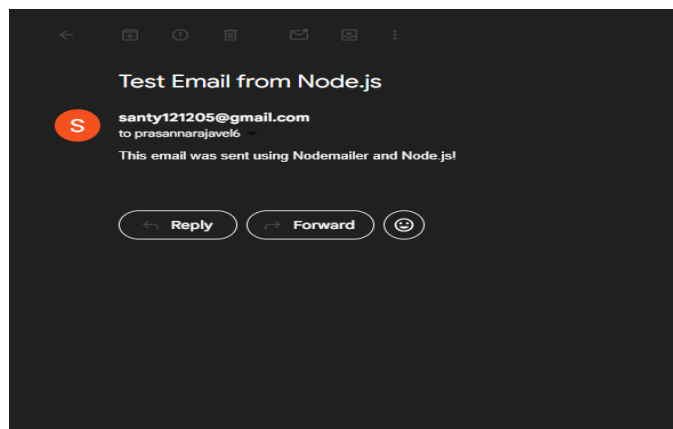 Test Email from Node.js
S
santy121205@gmail.com
to prasannarajavel6
This email was sent using Nodemailer and Node.js!
Reply
Forward